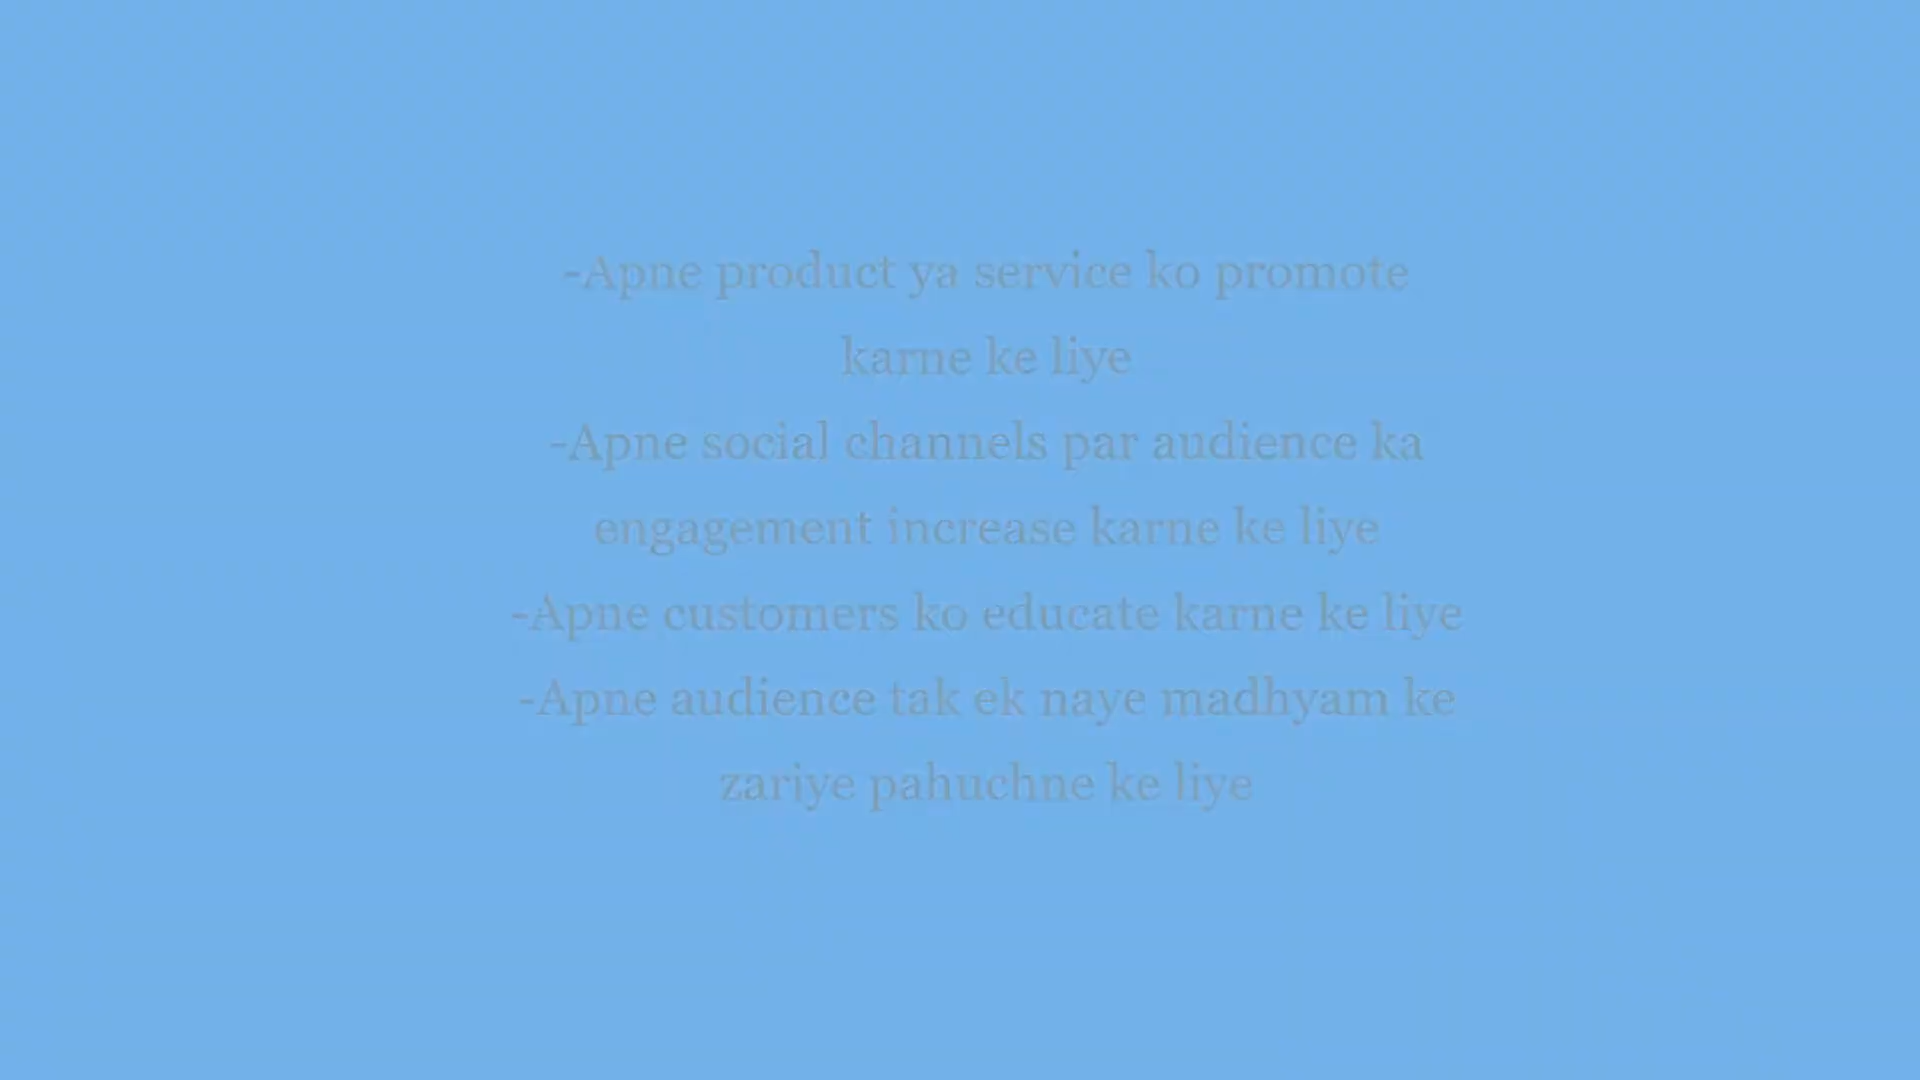 -Apne product ya service ko promote
karne ke liye
-Apne social channels par audience ka
engagement increase karne ke liye
-Apne customers ko educate karne ke liye
-Apne audience tak ek naye madhyam ke
zariye pahuchne ke liye